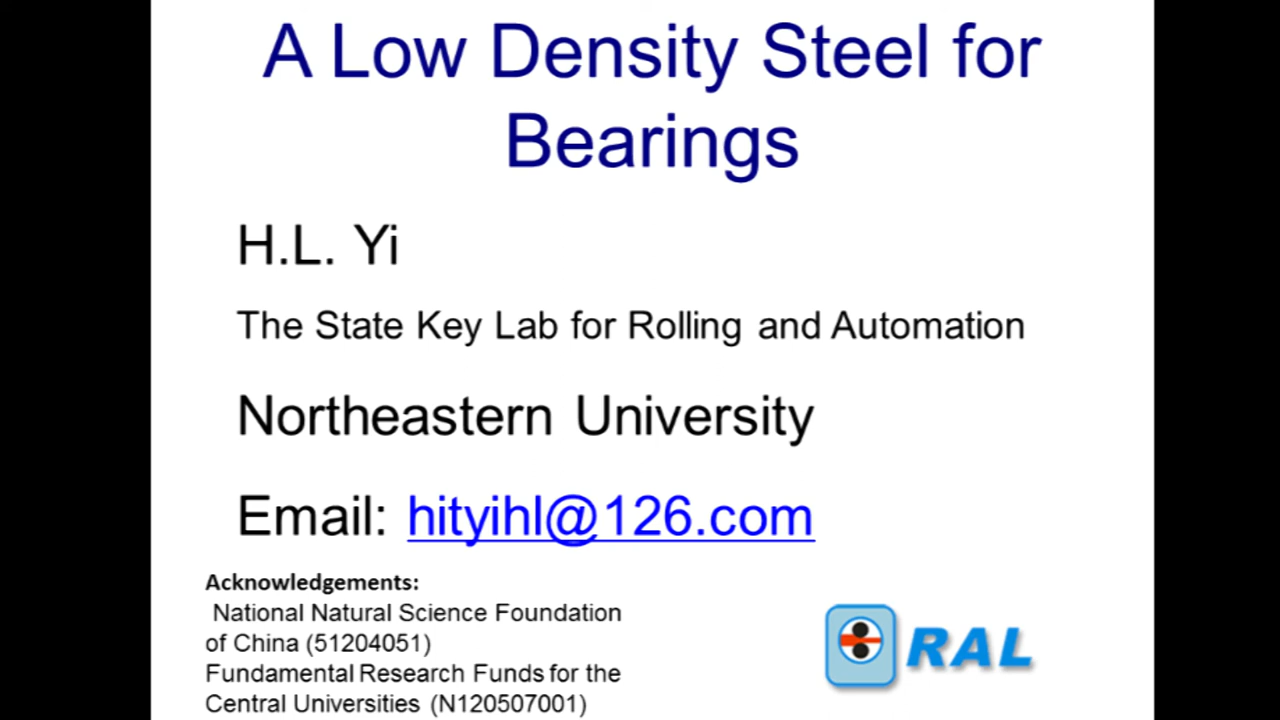 A Low Density Steel for
Bearings
H.L. Yi
The State Key Lab for Rolling and Automation
Northeastern University
Email: hityihl@126.com
Acknowledgements:
National Natural Science Foundation
of China (51204051)
Fundamental Research Funds for the
Central Universities (N120507001)
RAL